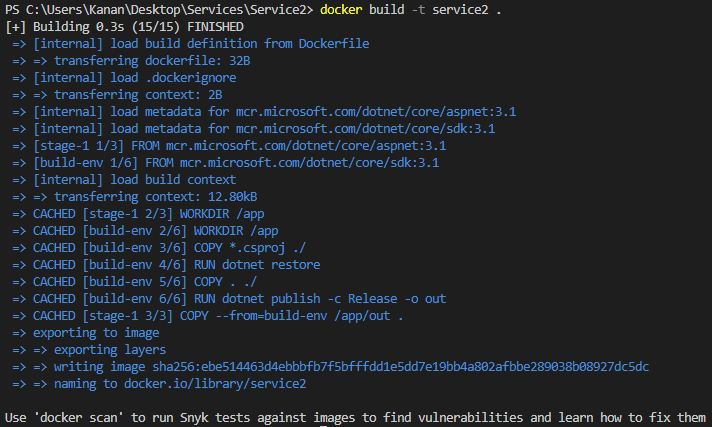 PS C:\Users\Kanan\Desktop\Services\Service2> docker build -t service2 .
[+] Building 0.3s (15/15) FINISHED
=> [internal] load build definition from Dockerfile
=> => transferring dockerfile: 32B
=> [internal] load .dockerignore
=> => transferring context: 2B
=> [internal] load metadata for mcr.microsoft.com/dotnet/core/aspnet:3.1
=> [internal] load metadata for mcr.microsoft.com/dotnet/core/sdk:3.1
=> [stage-1 1/3] FROM mcr.microsoft.com/dotnet/core/aspnet:3.1
=> [build-env 1/6] FROM mcr.microsoft.com/dotnet/core/sdk:3.1
=> [internal] load build context
=> => transferring context: 12.80kB
=> CACHED [stage-1 2/3] WORKDIR /app
=> CACHED [build-env 2/6] WORKDIR /app
=> CACHED [build-env 3/6] COPY *.csproj ./
=> CACHED [build-env 4/6] RUN dotnet restore
=> CACHED [build-env 5/6] COPY . ./
=> CACHED [build-env 6/6] RUN dotnet publish -c Release -o out
=> CACHED [stage-1 3/3] COPY --from=build-env /app/out .
=> exporting to image
=> => exporting layers
=> => writing image sha256:ebe514463d4ebbbfb7f5bfffdd1e5dd7e19bb4a802afbbe289038b08927dc5dc
=> => naming to docker.io/library/service2
Use 'docker scan' to run Snyk tests against images to find vulnerabilities and learn how to fix them